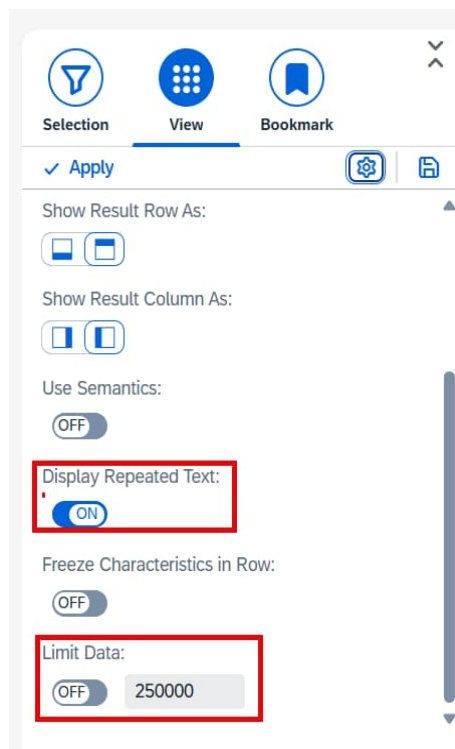 Selection View Bookmark
Apply
Show Result Row As:
Show Result Column As:
Use Semantics:
OFF
Display Repeated Text:
ON
Freeze Characteristics in Row:
OFF
Limit Data:
OFF 250000